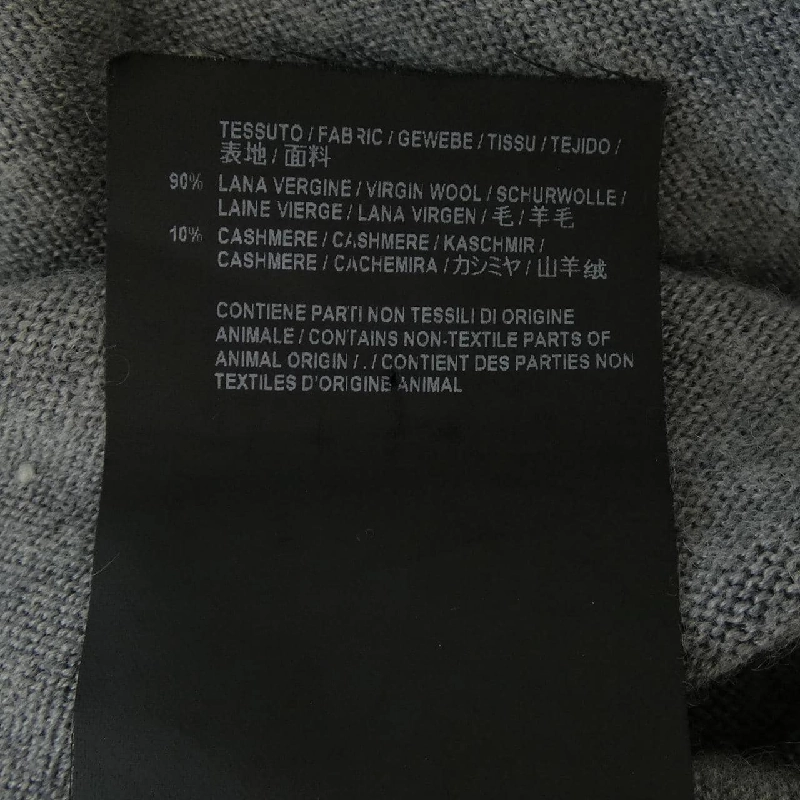 TESSUTO / FABRIC / GEWEBE / TISSU / TEJIDO /
表地 / 面料
90% LANA VERGINE / VIRGIN WOOL / SCHURWOLLE /
LAINE VIERGE / LANA VIRGEN / 毛 / 羊毛
10% CASHMERE / CASHMERE / KASCHMIR /
CASHMERE / CACHEMIRA / カシミヤ / 山羊绒
CONTIENE PARTI NON TESSILI DI ORIGINE
ANIMALE / CONTAINS NON-TEXTILE PARTS OF
ANIMAL ORIGIN / . / CONTIENT DES PARTIES NON
TEXTILES D'ORIGINE ANIMAL